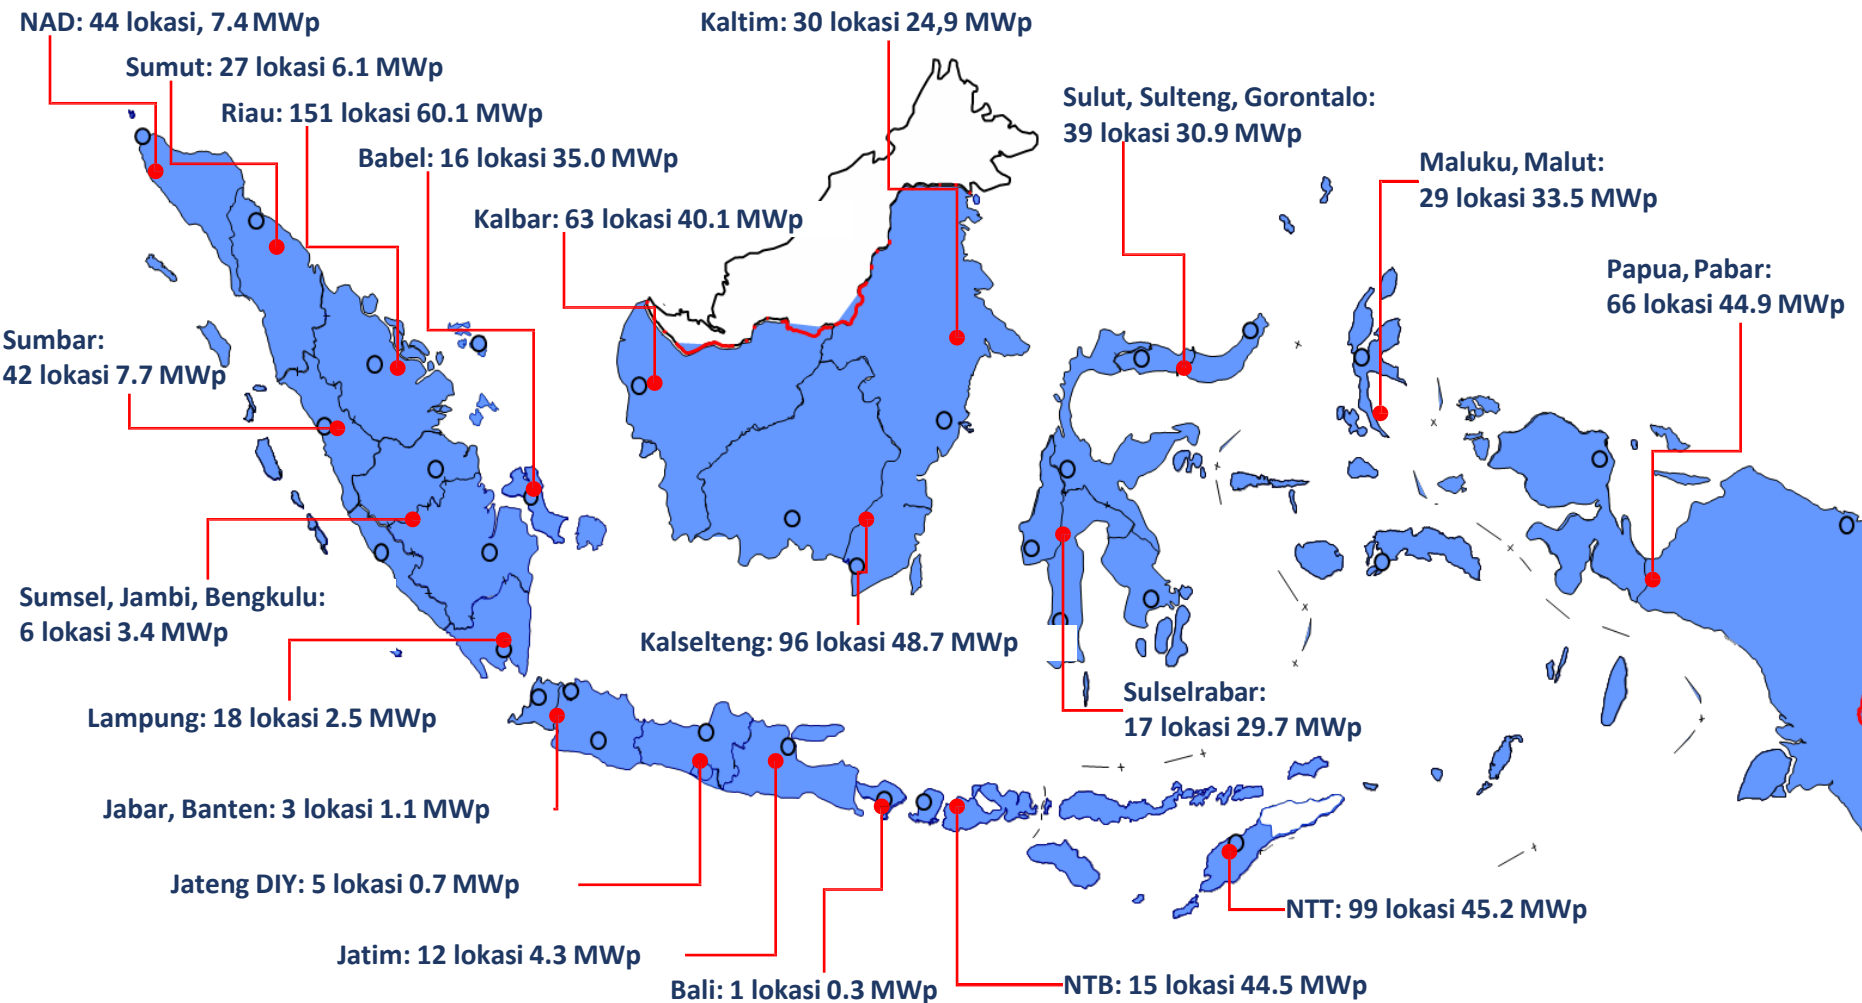 NAD: 44 lokasi, 7.4 MWp
Kaltim: 30 lokasi 24,9 MWp
Sumut: 27 lokasi 6.1 MWp
Riau: 151 lokasi 60.1 MWp
Sulut, Sulteng, Gorontalo:
39 lokasi 30.9 MWp
Babel: 16 lokasi 35.0 MWp
Maluku, Malut:
29 lokasi 33.5 MWp
Kalbar: 63 lokasi 40.1 MWp
Papua, Pabar:
66 lokasi 44.9 MWp
Sumbar:
42 lokasi 7.7 MWp
Sumsel, Jambi, Bengkulu:
6 lokasi 3.4 MWp
Kalselteng: 96 lokasi 48.7 MWp
Sulselrabar:
17 lokasi 29.7 MWp
Lampung: 18 lokasi 2.5 MWp
Jabar, Banten: 3 lokasi 1.1 MWp
Jateng DIY: 5 lokasi 0.7 MWp
NTT: 99 lokasi 45.2 MWp
Jatim: 12 lokasi 4.3 MWp
Bali: 1 lokasi 0.3 MWp
NTB: 15 lokasi 44.5 MWp